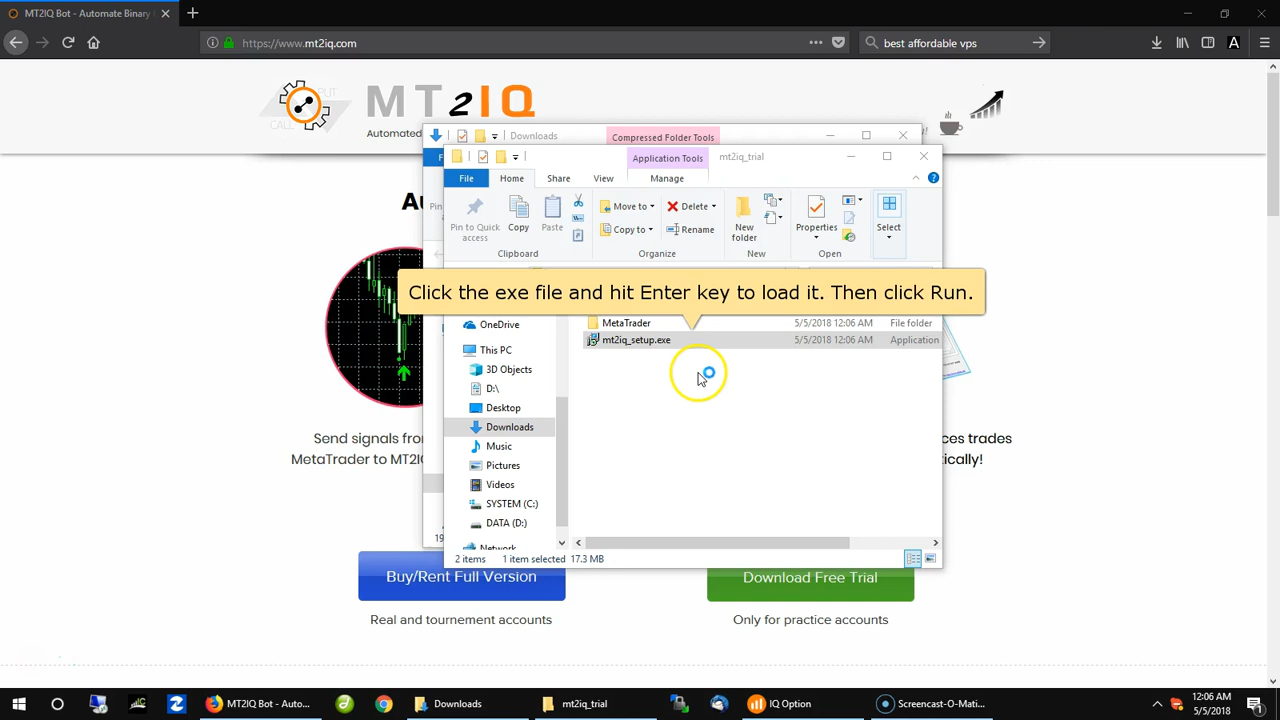 MT2IQ Bot - Automate Binary
https://www.mt2iq.com
best affordable vps
A
PUT
CALL
MT2IQ
Automated
Downloads
Compressed Folder Tools
mt2iq_trial
Application Tools
File
Home
Share
View
Manage
Pin to Quick access
Copy
Paste
Move to
Copy to
Delete
Rename
New folder
Properties
Select
Clipboard
Organize
New
Open
Click the exe file and hit Enter key to load it. Then click Run.
OneDrive
MetaTrader
5/5/2018 12:06 AM
File folder
mt2iq_setup.exe
5/5/2018 12:06 AM
Application
This PC
3D Objects
D:\
Desktop
Downloads
Music
Pictures
Videos
SYSTEM (C:)
DATA (D:)
Network
2 items
1 item selected
17.3 MB
Send signals from
MetaTrader to MT2IQ
trades
Buy/Rent Full Version
Download Free Trial
Real and tournement accounts
Only for practice accounts
MT2IQ Bot - Auto...
Downloads
mt2iq_trial
IQ Option
Screencast-O-Mati...
12:06 AM
5/5/2018